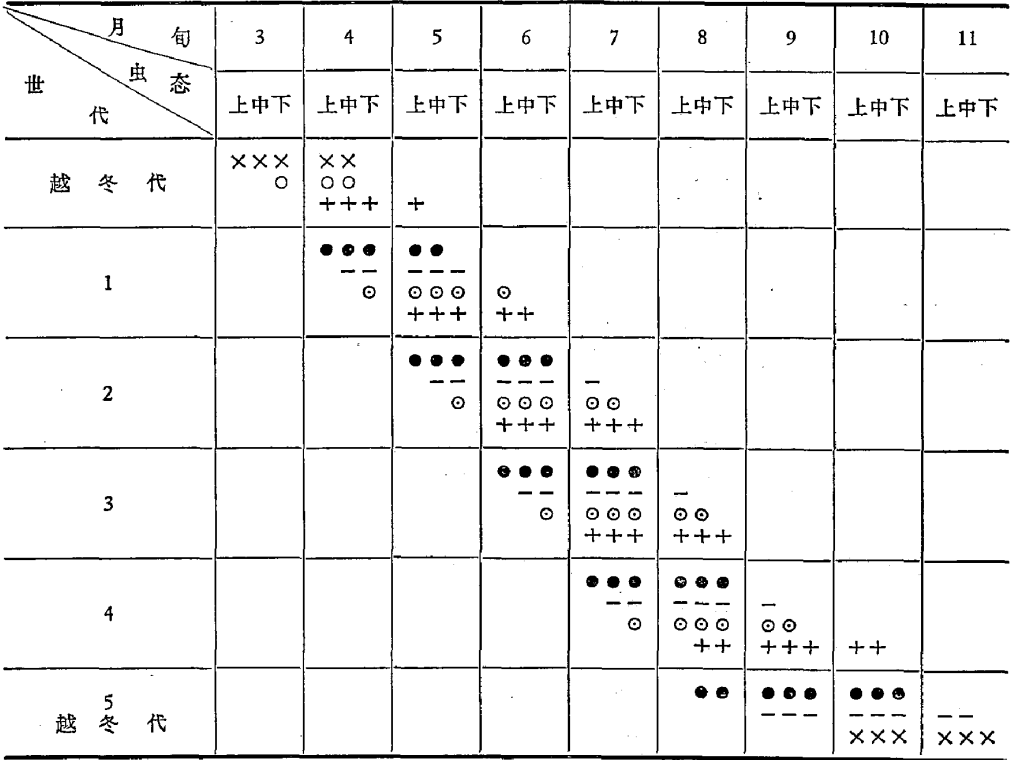 月 旬 3 4 5 6 7 8 9 10 11
世 虫 态
代 上中下 上中下 上中下 上中下 上中下 上中下 上中下 上中下 上中下
越 冬 代 ××× ××
○ ○○
+++ +
1 ●●● ●●
−− −−−
⊙ ⊙⊙⊙ ⊙
+++ ++
2 ●●● ●●●
−− −−− −
⊙ ⊙⊙⊙ ⊙⊙
+++ +++
3 ●●● ●●●
−− −−− −
⊙ ⊙⊙⊙ ⊙⊙
+++ +++
4 ●●● ●●●
−− −−− −
⊙ ⊙⊙⊙ ⊙⊙
++ +++ ++
5 ●● ●●● ●●●
越 冬 代 −−− −−− −−
××× ×××